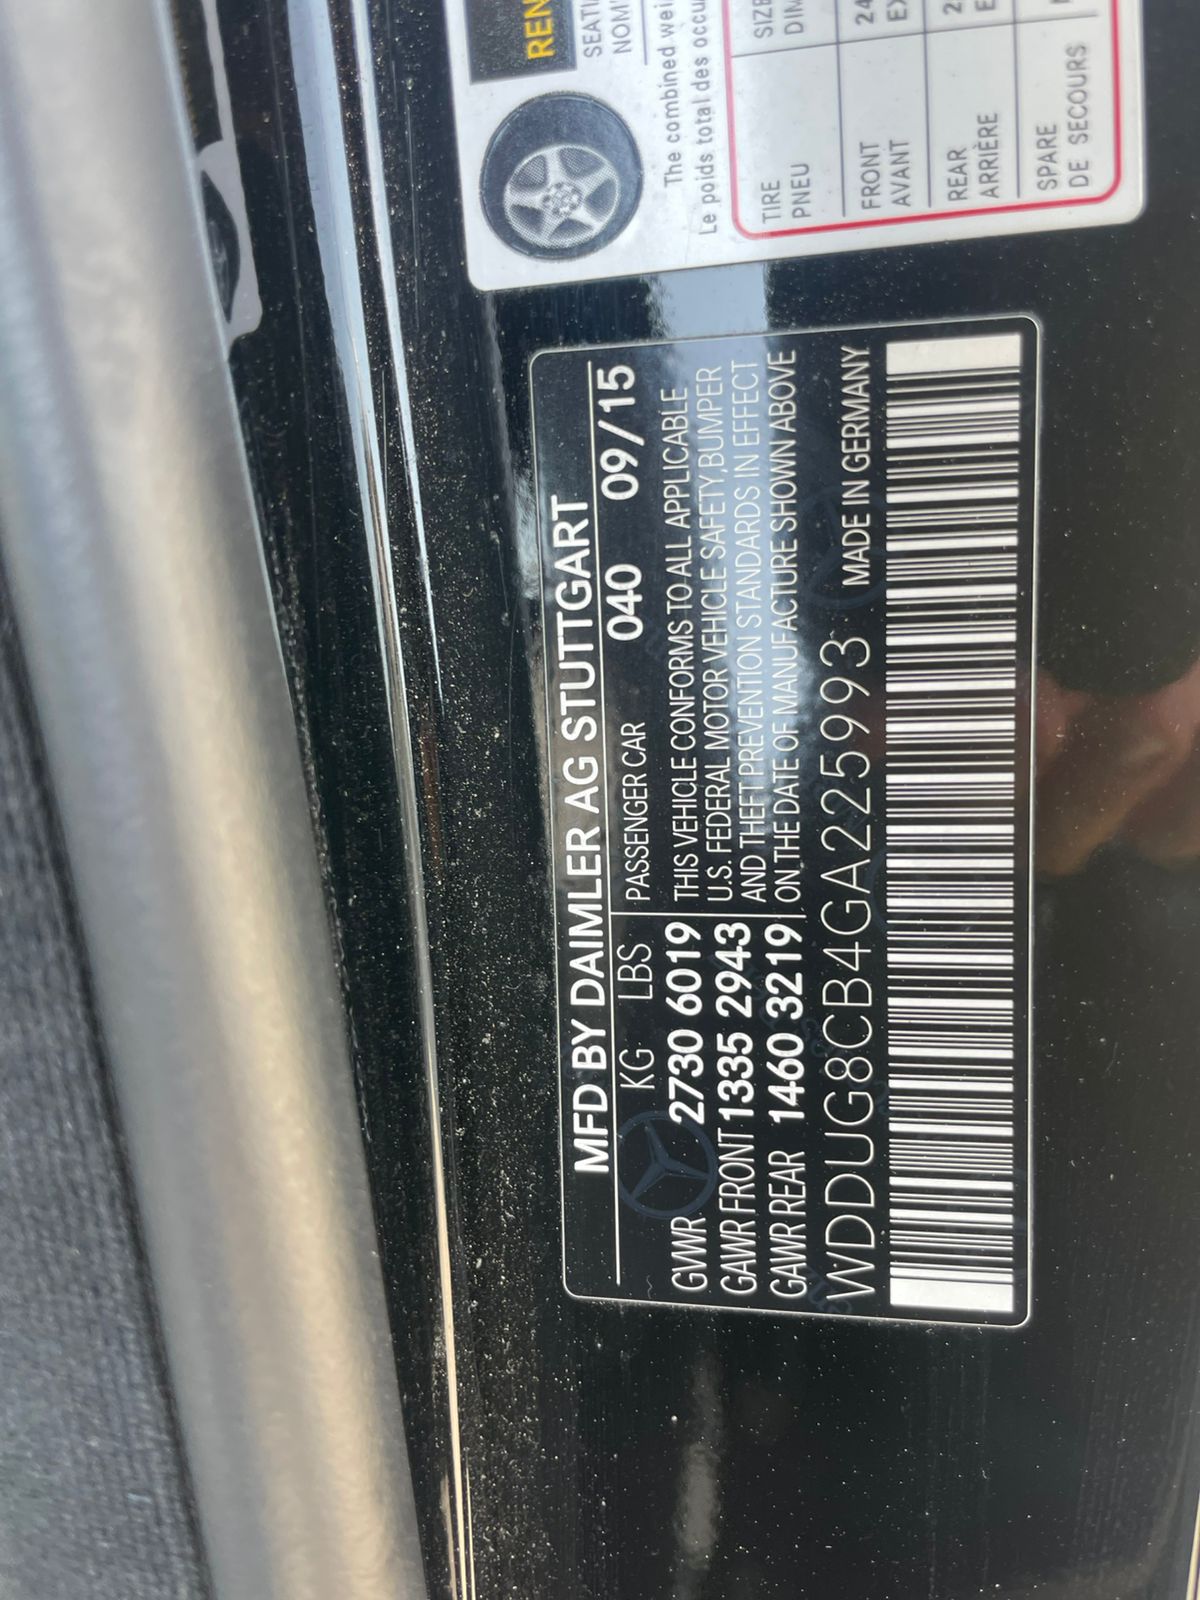 MFD BY DAIMLER AG STUTTGART
KG LBS PASSENGER CAR 040 09/15
GVWR 2730 6019 THIS VEHICLE CONFORMS TO ALL APPLICABLE
GAWR FRONT 1335 2943 U.S. FEDERAL MOTOR VEHICLE SAFETY,BUMPER
AND THEFT PREVENTION STANDARDS IN EFFECT
GAWR REAR 1460 3219 ON THE DATE OF MANUFACTURE SHOWN ABOVE
WDDUG8CB4GA225993 MADE IN GERMANY
The combined
Le poids total des
TIRE
PNEU
FRONT
AVANT
REAR
ARRIÈRE
SPARE
DE SECOURS